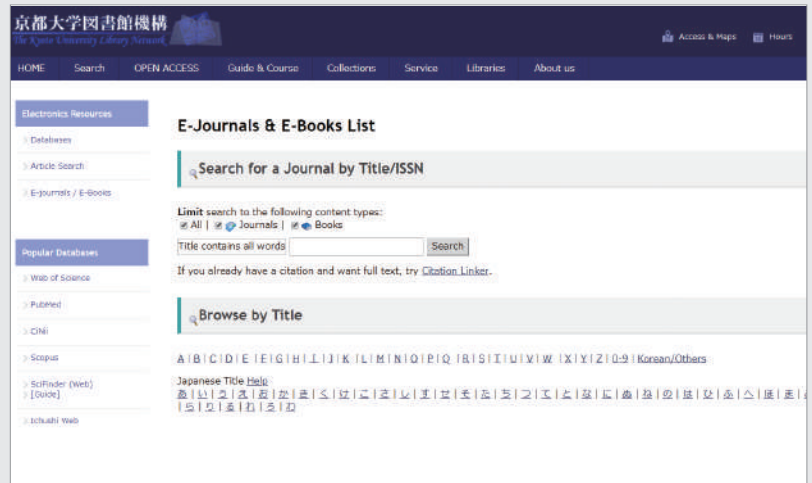 京都大学図書館機構
The Kyoto University Library Network
Access & Maps Hours
HOME Search OPEN ACCESS Guide & Course Collections Service Libraries About us
Electronics Resources
Databases
Article Search
E-journals / E-Books
Popular Databases
Web of Science
PubMed
CiNii
Scopus
SciFinder (Web)
[Guide]
Ichushi Web
E-Journals & E-Books List
Search for a Journal by Title/ISSN
Limit search to the following content types:
All | Journals | Books
Title contains all words Search
If you already have a citation and want full text, try Citation Linker.
Browse by Title
A | B | C | D | E | F | G | H | I | J | K | L | M | N | O | P | Q | R | S | T | U | V | W | X | Y | Z | 0-9 | Korean/Others
Japanese Title Help
あ | い | う | え | お | か | き | く | け | こ | さ | し | す | せ | そ | た | ち | つ | て | と | な | に | ぬ | ね | の | は | ひ | ふ | へ | ほ | ま |
| ら | り | る | れ | ろ | わ